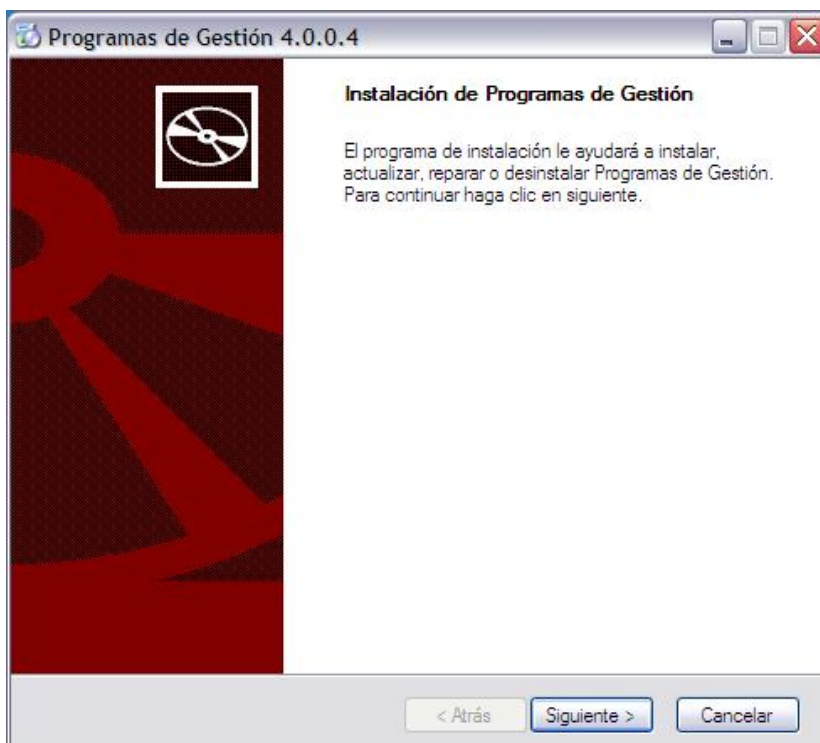 Programas de Gestión 4.0.0.4
Instalación de Programas de Gestión
El programa de instalación le ayudará a instalar,
actualizar, reparar o desinstalar Programas de Gestión.
Para continuar haga clic en siguiente.
< Atrás
Siguiente >
Cancelar